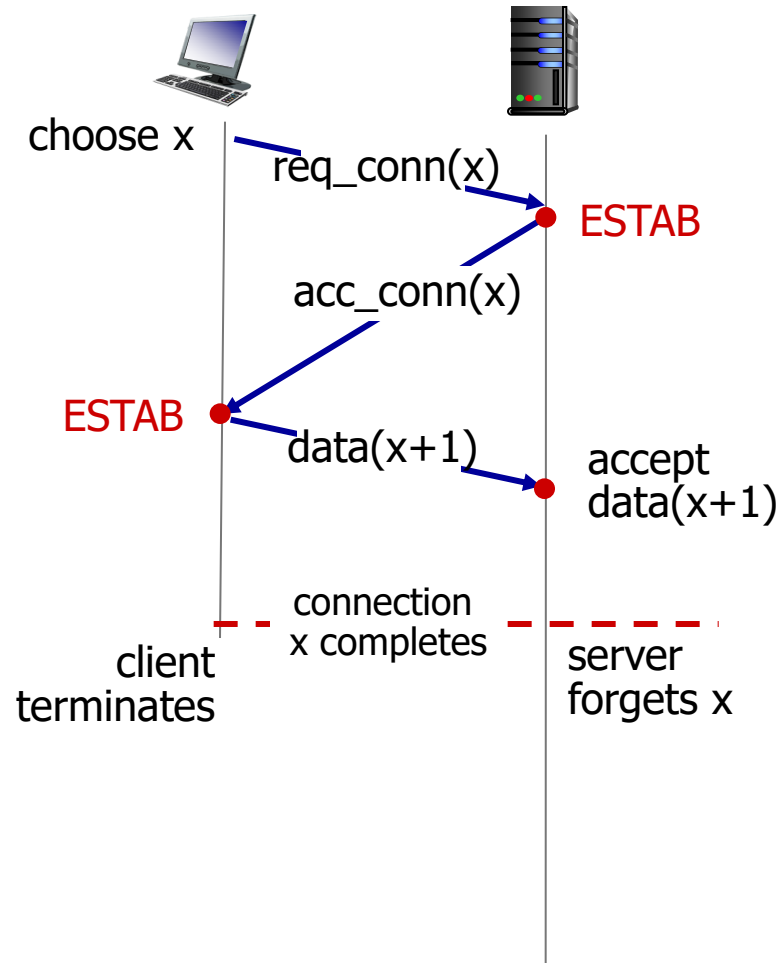 choose x
req_conn(x)
ESTAB
acc_conn(x)
ESTAB
data(x+1)
accept
data(x+1)
connection
x completes
client
terminates
server
forgets x